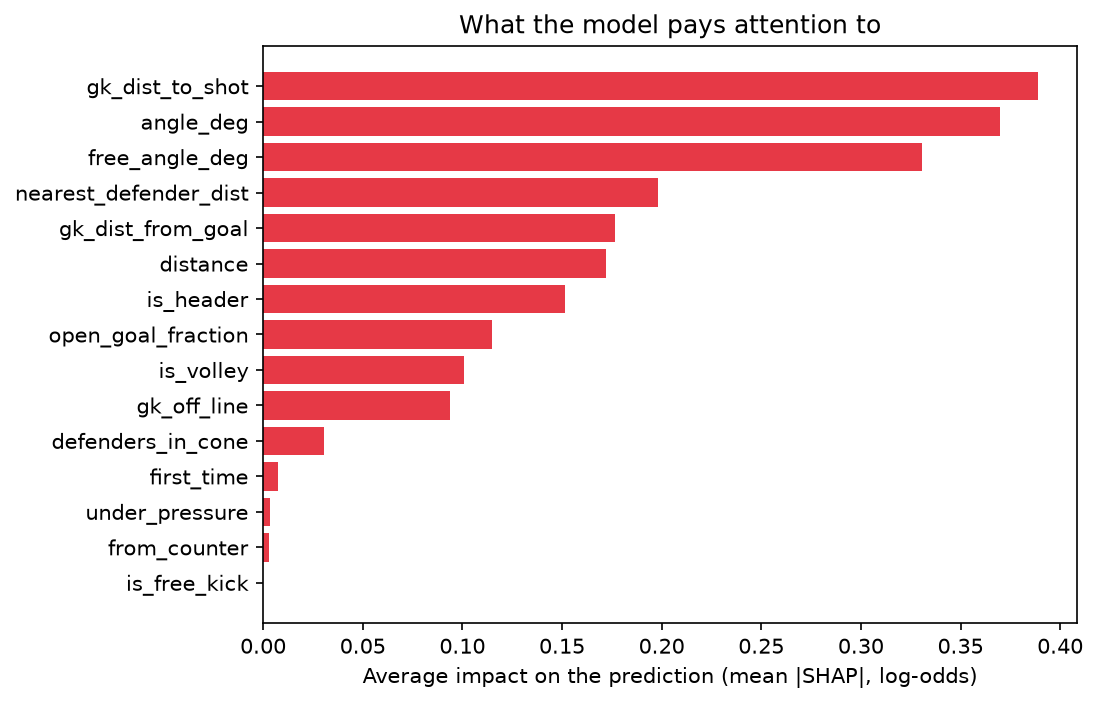 What the model pays attention to
gk_dist_to_shot
angle_deg
free_angle_deg
nearest_defender_dist
gk_dist_from_goal
distance
is_header
open_goal_fraction
is_volley
gk_off_line
defenders_in_cone
first_time
under_pressure
from_counter
is_free_kick
0.00 0.05 0.10 0.15 0.20 0.25 0.30 0.35 0.40
Average impact on the prediction (mean |SHAP|, log-odds)